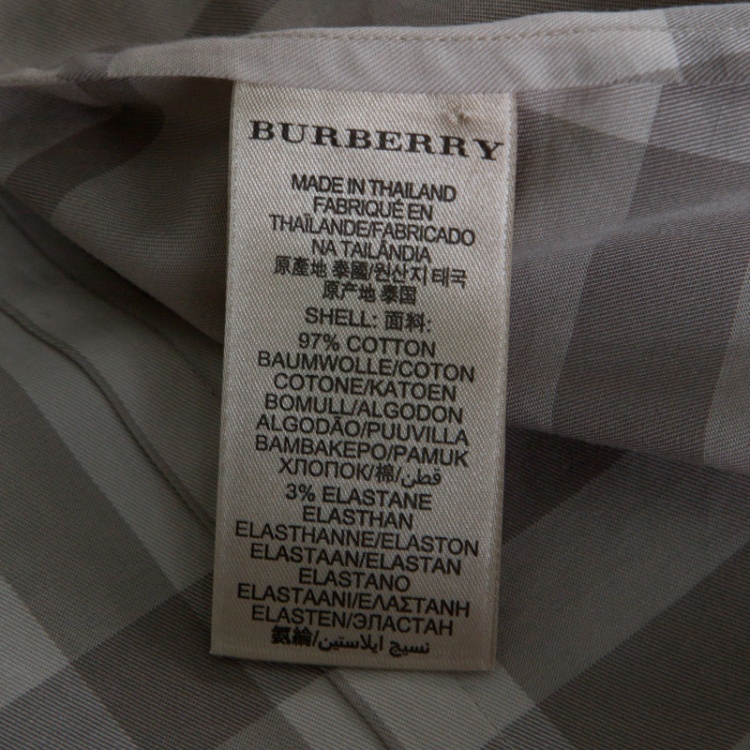 BURBERRY
MADE IN THAILAND
FABRIQUÉ EN
THAÏLANDE/FABRICADO
NA TAILÂNDIA
原產地 泰國/원산지 태국
原产地 泰国
SHELL: 面料:
97% COTTON
BAUMWOLLE/COTON
COTONE/KATOEN
BOMULL/ALGODON
ALGODÃO/PUUVILLA
ΒΑΜΒΑΚΕΡΟ/PAMUK
ХЛОПОК/棉/قطن
3% ELASTANE
ELASTHAN
ELASTHANNE/ELASTON
ELASTAAN/ELASTAN
ELASTANO
ELASTAANI/ΕΛΑΣΤΑΝΗ
ELASTEN/ЭЛАСТАН
氨綸/نسيج ايلاستين